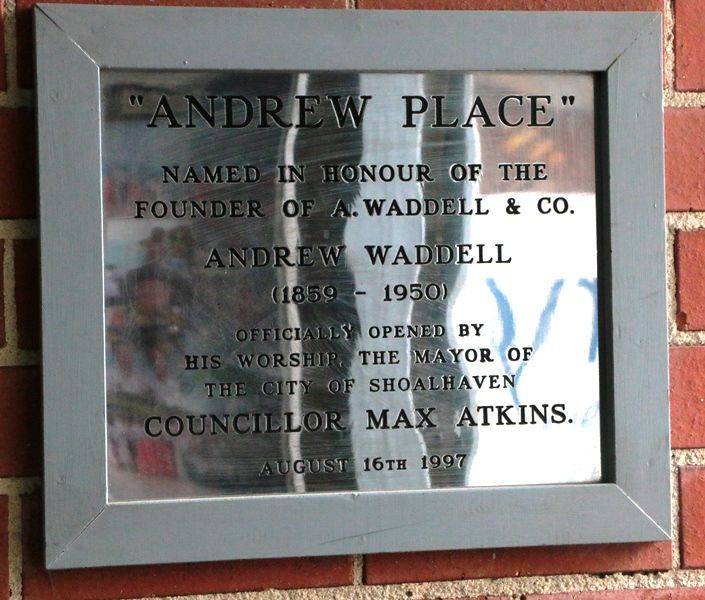 "ANDREW PLACE"
NAMED IN HONOUR OF THE
FOUNDER OF A. WADDELL & CO.
ANDREW WADDELL
(1859 - 1950)
OFFICIALLY OPENED BY
HIS WORSHIP, THE MAYOR OF
THE CITY OF SHOALHAVEN
COUNCILLOR MAX ATKINS.
AUGUST 16TH 1997